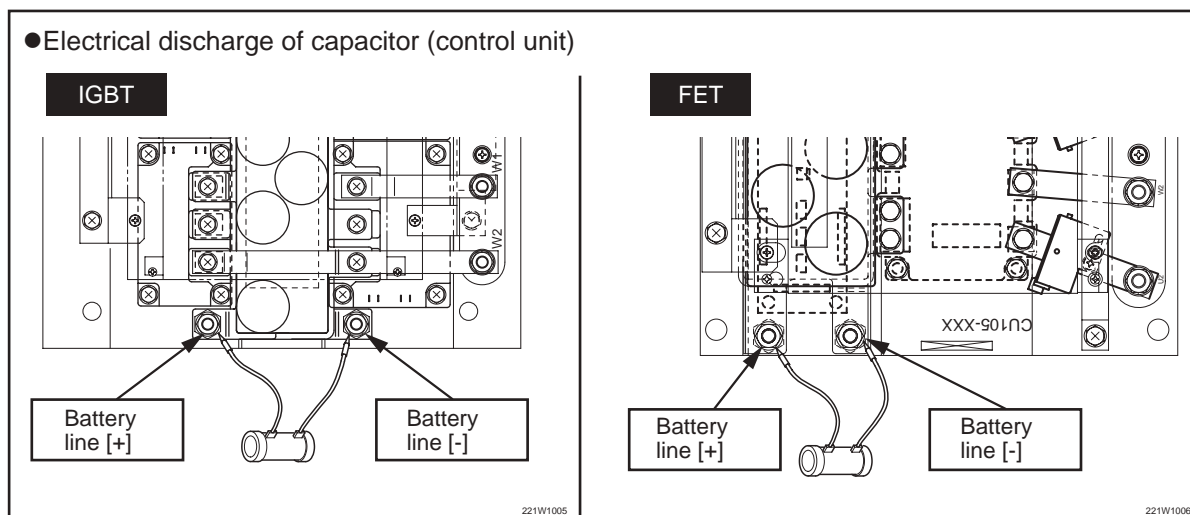 ●Electrical discharge of capacitor (control unit)
IGBT
W1
W2
Battery
line [+]
Battery
line [-]
221W1005
FET
W2
U2
CU105-XXX
Battery
line [+]
Battery
line [-]
221W1006